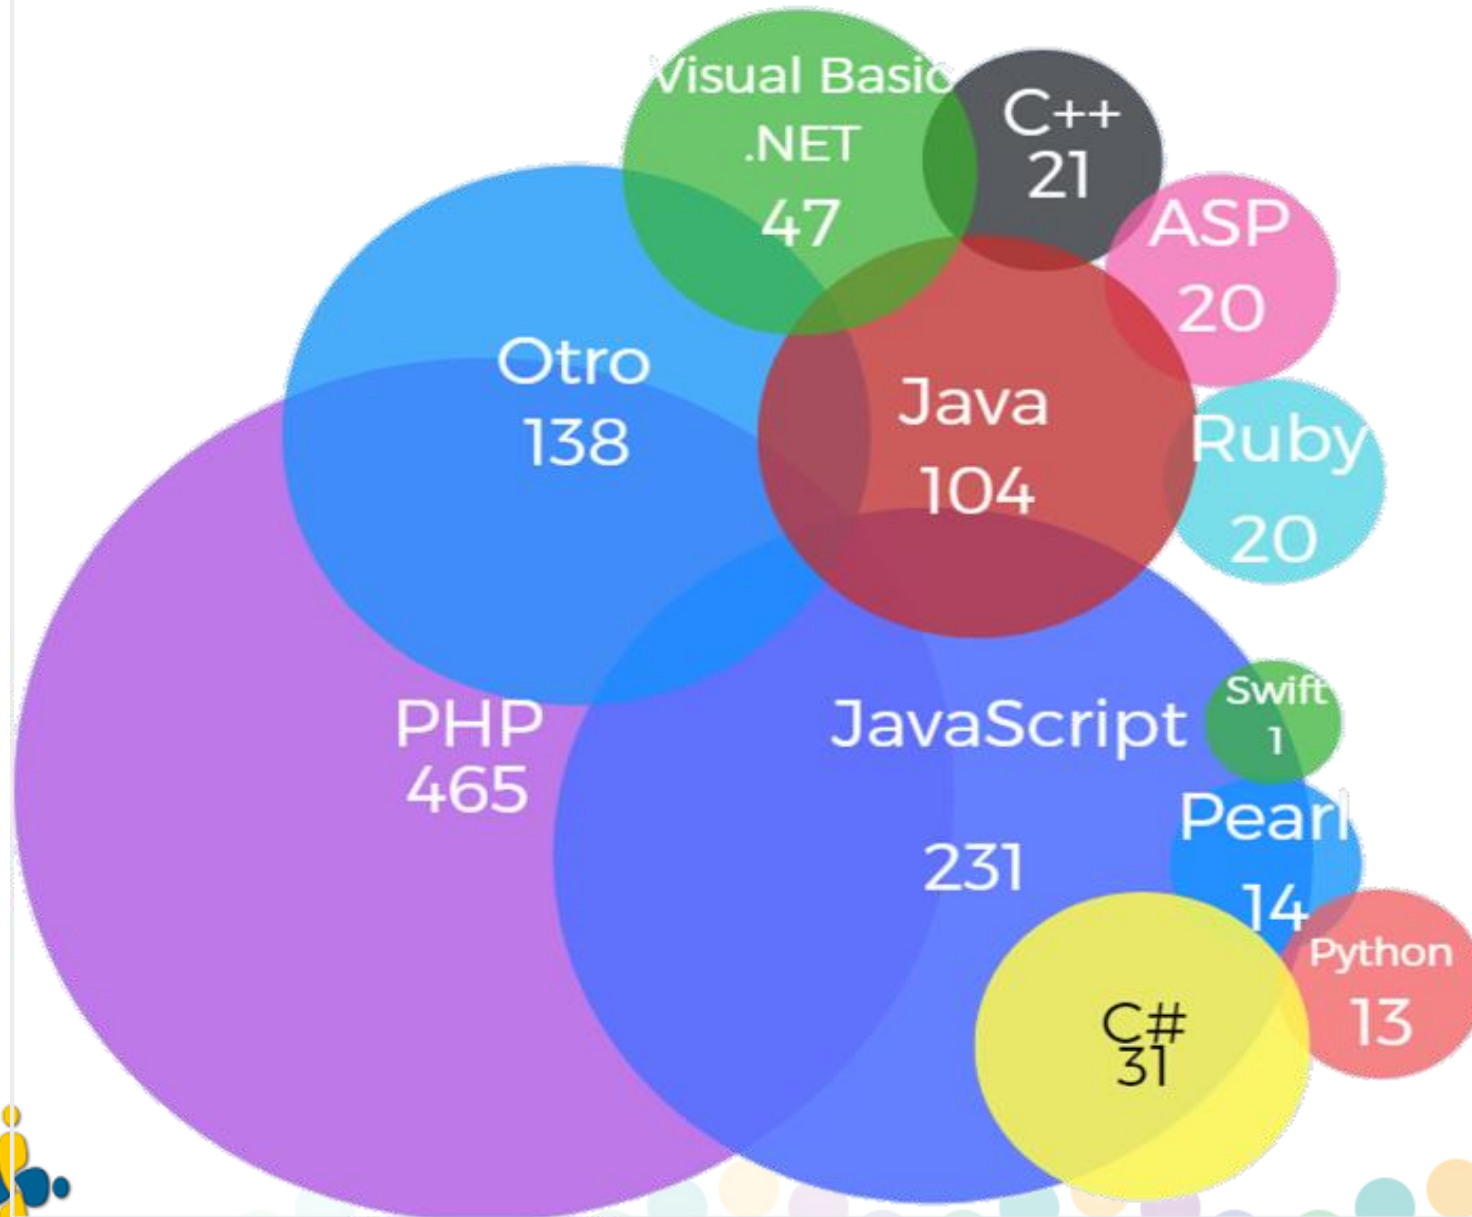 Visual Basic
.NET
47
C++
21
ASP
20
Otro
138
Java
104
Ruby
20
PHP
465
JavaScript
231
Swift
1
Pearl
14
Python
13
C#
31